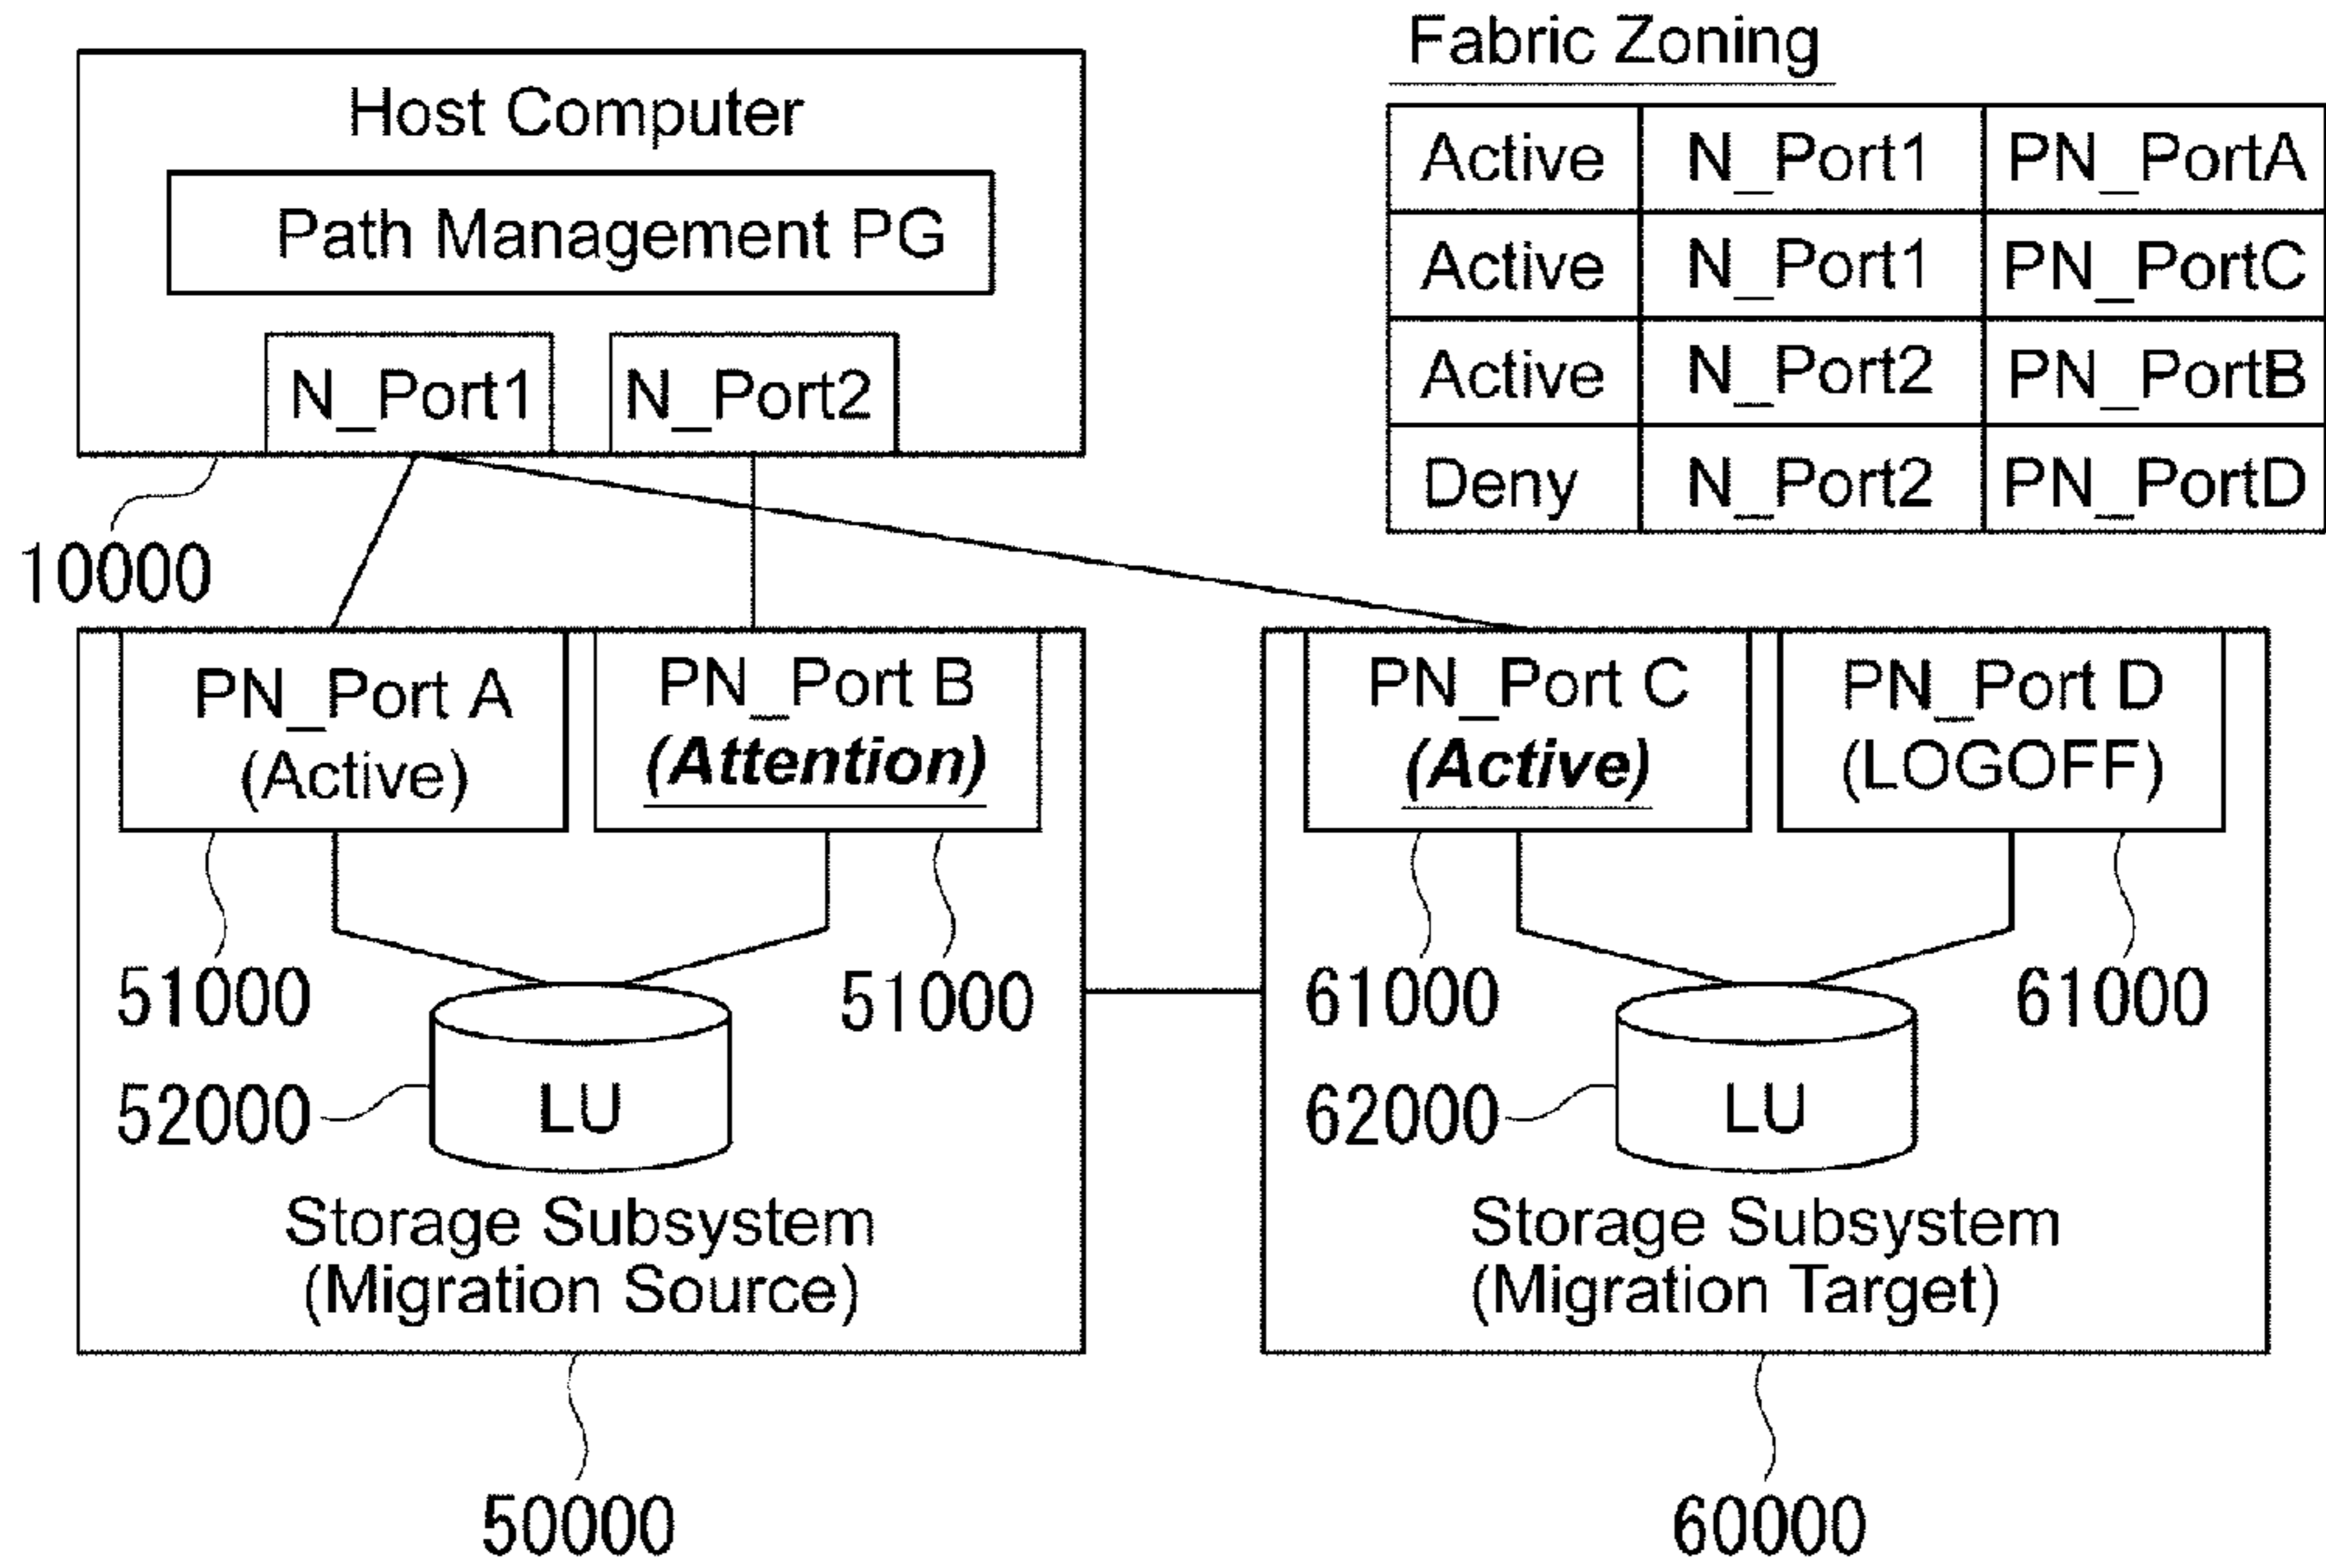 Fabric Zoning
Active N_Port1 PN_PortA
Active N_Port1 PN_PortC
Active N_Port2 PN_PortB
Deny N_Port2 PN_PortD
Host Computer
Path Management PG
N_Port1 N_Port2
10000
PN_Port A
(Active)
PN_Port B
(Attention)
PN_Port C
(Active)
PN_Port D
(LOGOFF)
51000
51000
61000
61000
52000
LU
62000
LU
Storage Subsystem
(Migration Source)
Storage Subsystem
(Migration Target)
50000
60000